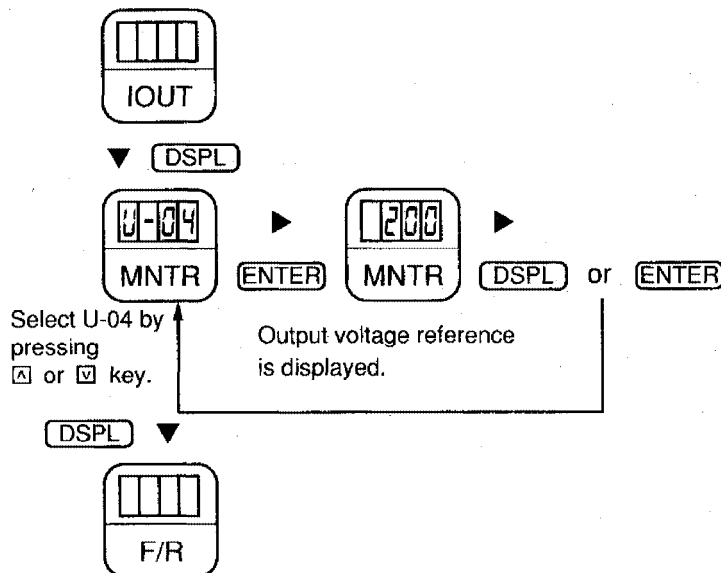 IOUT
▼ DSPL
U-04
MNTR
▶
ENTER
200
MNTR
▶
DSPL or ENTER
Select U-04 by
pressing
∧ or ∨ key.
Output voltage reference
is displayed.
DSPL ▼
F/R